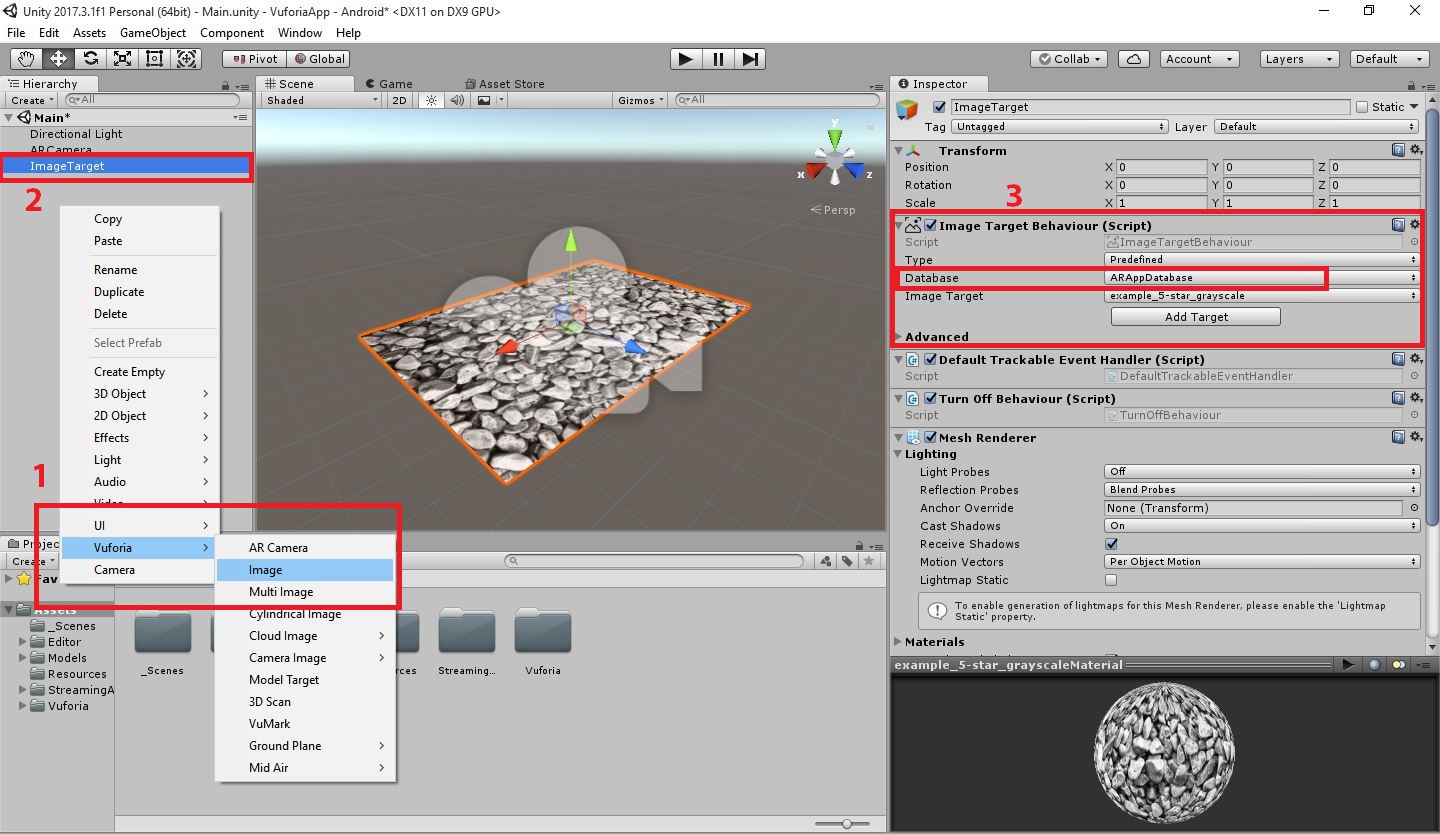 Unity 2017.3.1f1 Personal (64bit) - Main.unity - VuforiaApp - Android* <DX11 on DX9 GPU>
File Edit Assets GameObject Component Window Help
Pivot Global Collab Account Layers Default
Hierarchy
Create All
Main*
Directional Light
ARCamera
ImageTarget
2
Copy
Paste
Rename
Duplicate
Delete
Select Prefab
Create Empty
3D Object
2D Object
Effects
Light
Audio
Video
1
UI
Vuforia
Camera
AR Camera
Image
Multi Image
Cylindrical Image
Cloud Image
Camera Image
Model Target
3D Scan
VuMark
Ground Plane
Mid Air
Scene Game Asset Store
Shaded 2D Gizmos All
y
x z
Persp
Projec
Create
Fav
Assets
_Scenes
Editor
Models
Resources
StreamingA
Vuforia
_Scenes rces Streaming... Vuforia
Inspector
ImageTarget Static
Tag Untagged Layer Default
Transform
Position X 0 Y 0 Z 0
Rotation X 0 Y 0 Z 0
Scale X 1 Y 1 Z 1
3
Image Target Behaviour (Script)
Script ImageTargetBehaviour
Type Predefined
Database ARAppDatabase
Image Target example_5-star_grayscale
Add Target
Advanced
Default Trackable Event Handler (Script)
Script DefaultTrackableEventHandler
Turn Off Behaviour (Script)
Script TurnOffBehaviour
Mesh Renderer
Lighting
Light Probes Off
Reflection Probes Blend Probes
Anchor Override None (Transform)
Cast Shadows On
Receive Shadows
Motion Vectors Per Object Motion
Lightmap Static
To enable generation of lightmaps for this Mesh Renderer, please enable the 'Lightmap
Static' property.
Materials
example_5-star_grayscaleMaterial